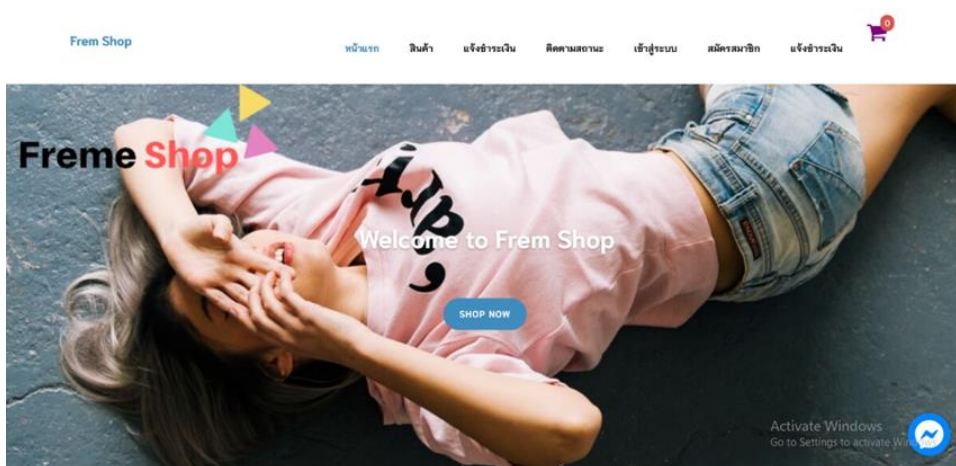 Frem Shop
หน้าแรก สินค้า แจ้งชำระเงิน ติดตามสถานะ เข้าสู่ระบบ สมัครสมาชิก แจ้งชำระเงิน
0
Freme Shop
Welcome to Frem Shop
SHOP NOW
Activate Windows
Go to Settings to activate